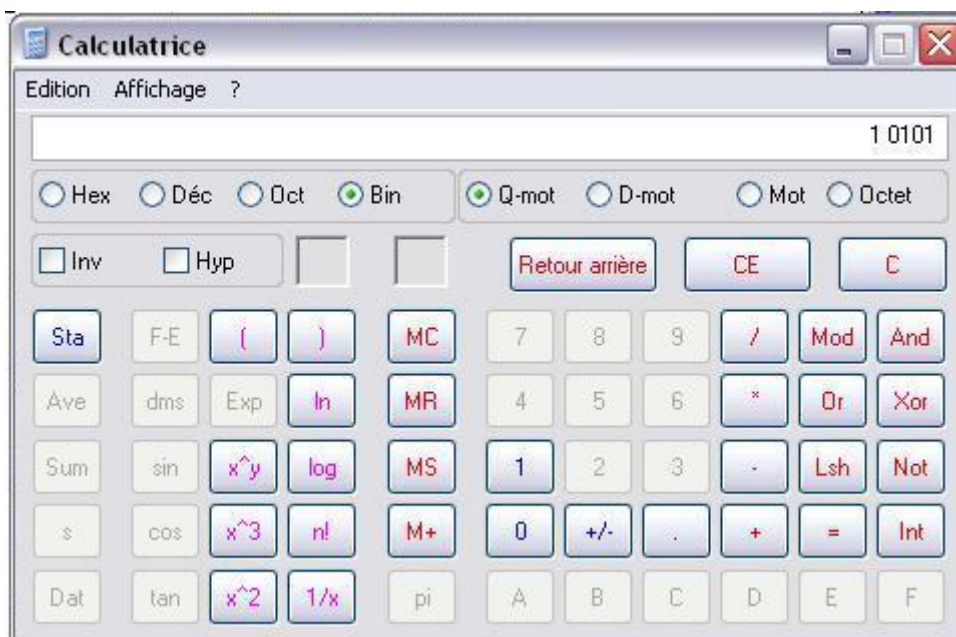 Calculatrice
Edition Affichage ?
1 0101
Hex Déc Oct Bin Q-mot D-mot Mot Octet
Inv Hyp Retour arrière CE C
Sta F-E ( ) MC 7 8 9 / Mod And
Ave dms Exp ln MR 4 5 6 * Or Xor
Sum sin x^y log MS 1 2 3 - Lsh Not
s cos x^3 n! M+ 0 +/- . + = Int
Dat tan x^2 1/x pi A B C D E F